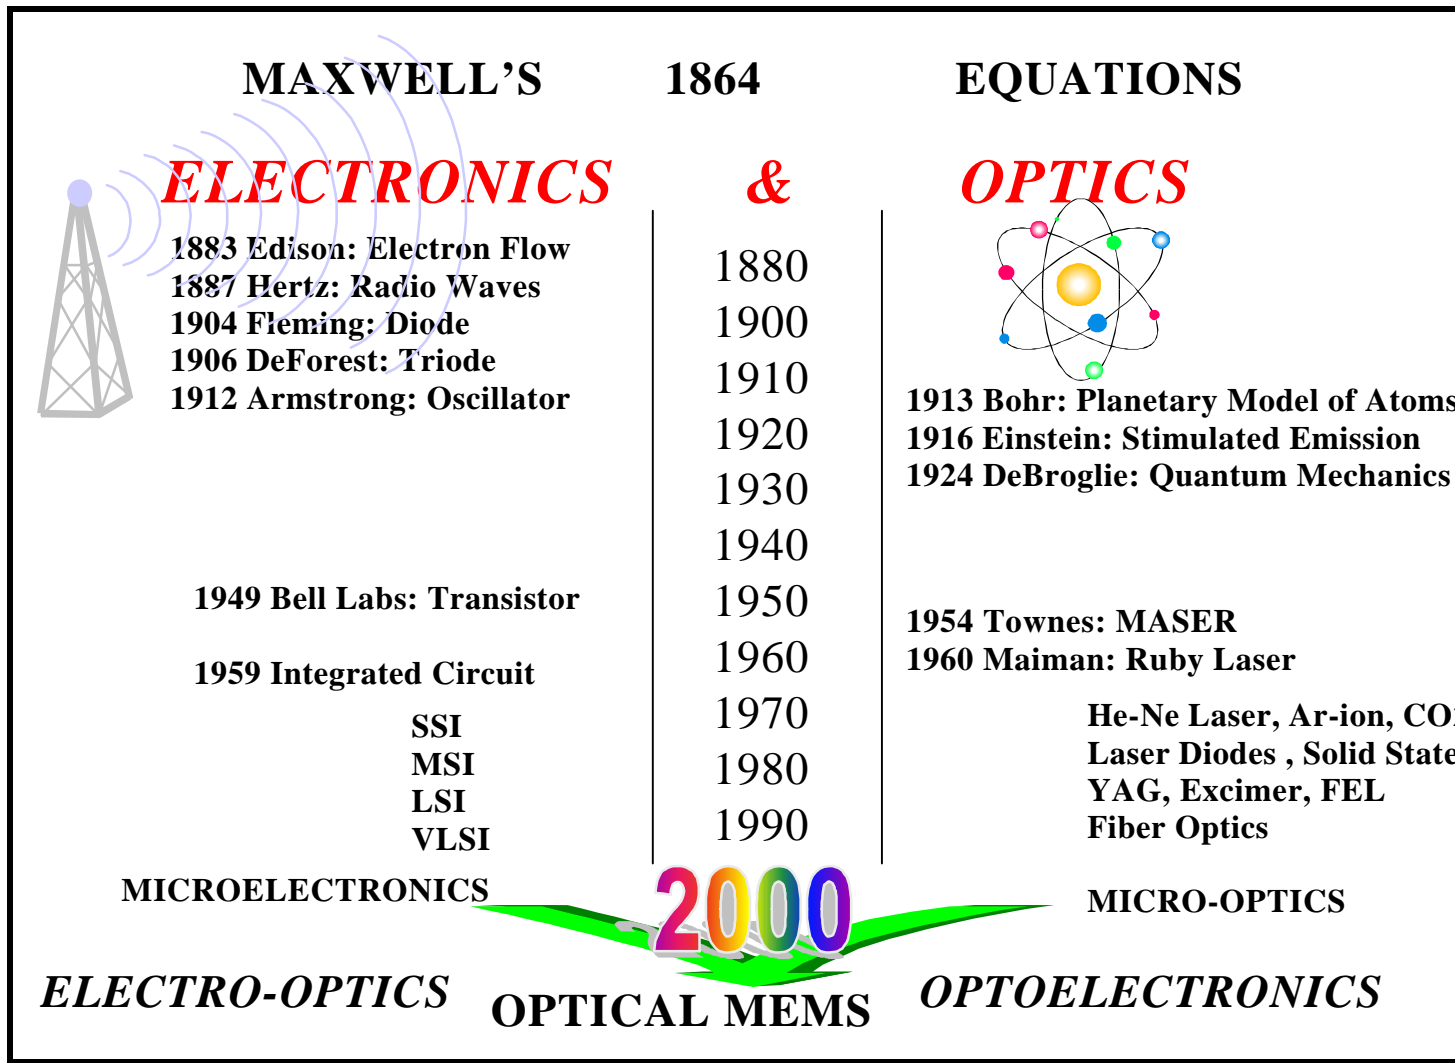 MAXWELL'S 1864 EQUATIONS
ELECTRONICS & OPTICS
1883 Edison: Electron Flow
1887 Hertz: Radio Waves
1904 Fleming: Diode
1906 DeForest: Triode
1912 Armstrong: Oscillator
1949 Bell Labs: Transistor
1959 Integrated Circuit
SSI
MSI
LSI
VLSI
MICROELECTRONICS
1880
1900
1910
1920
1930
1940
1950
1960
1970
1980
1990
2000
1913 Bohr: Planetary Model of Atoms
1916 Einstein: Stimulated Emission
1924 DeBroglie: Quantum Mechanics
1954 Townes: MASER
1960 Maiman: Ruby Laser
He-Ne Laser, Ar-ion, CO
Laser Diodes , Solid State
YAG, Excimer, FEL
Fiber Optics
MICRO-OPTICS
ELECTRO-OPTICS
OPTICAL MEMS
OPTOELECTRONICS